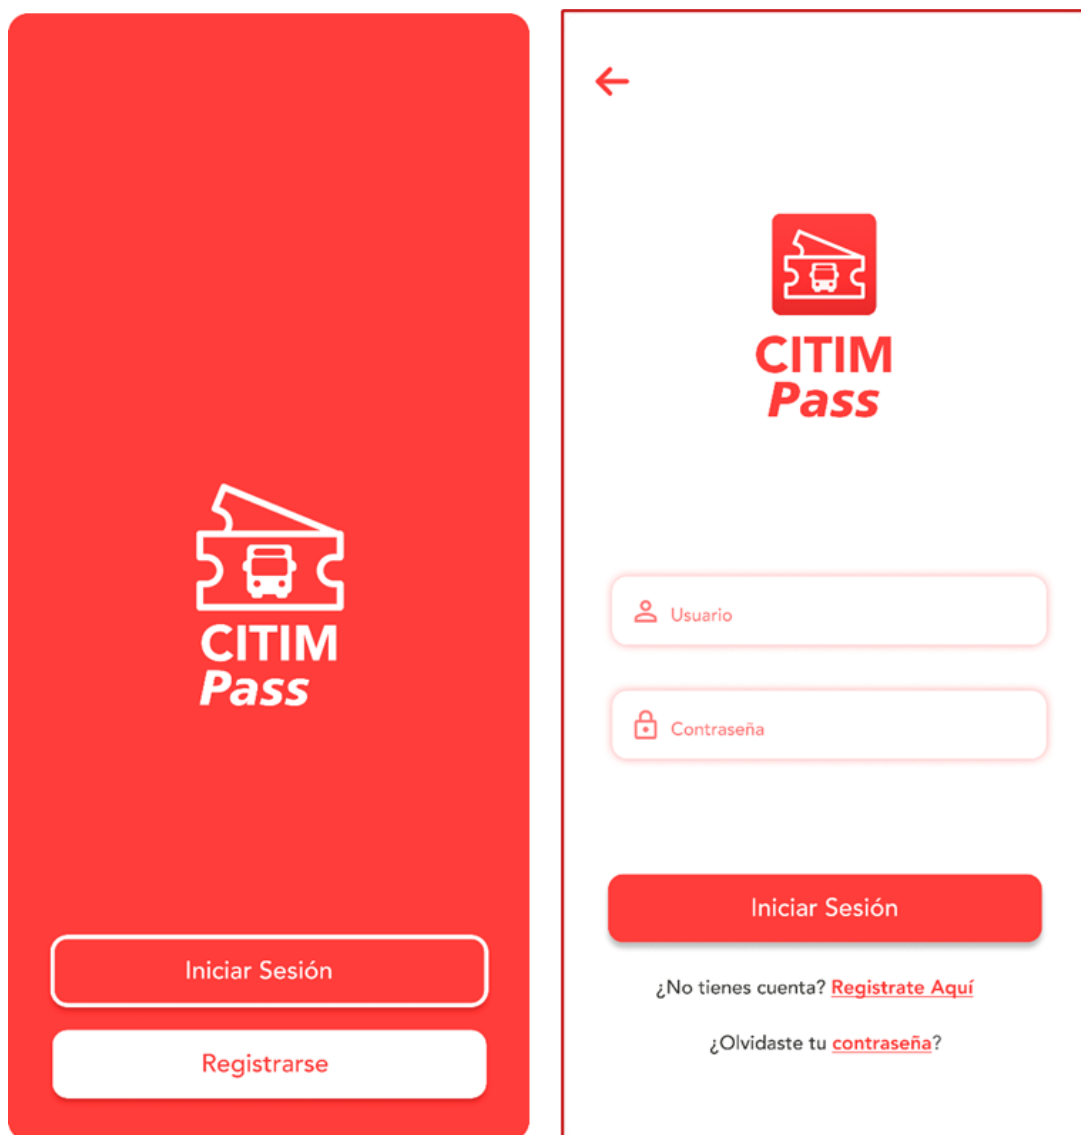 CITIM
Pass
Iniciar Sesión
Registrarse
CITIM
Pass
Usuario
Contraseña
Iniciar Sesión
¿No tienes cuenta? Registrate Aquí
¿Olvidaste tu contraseña?